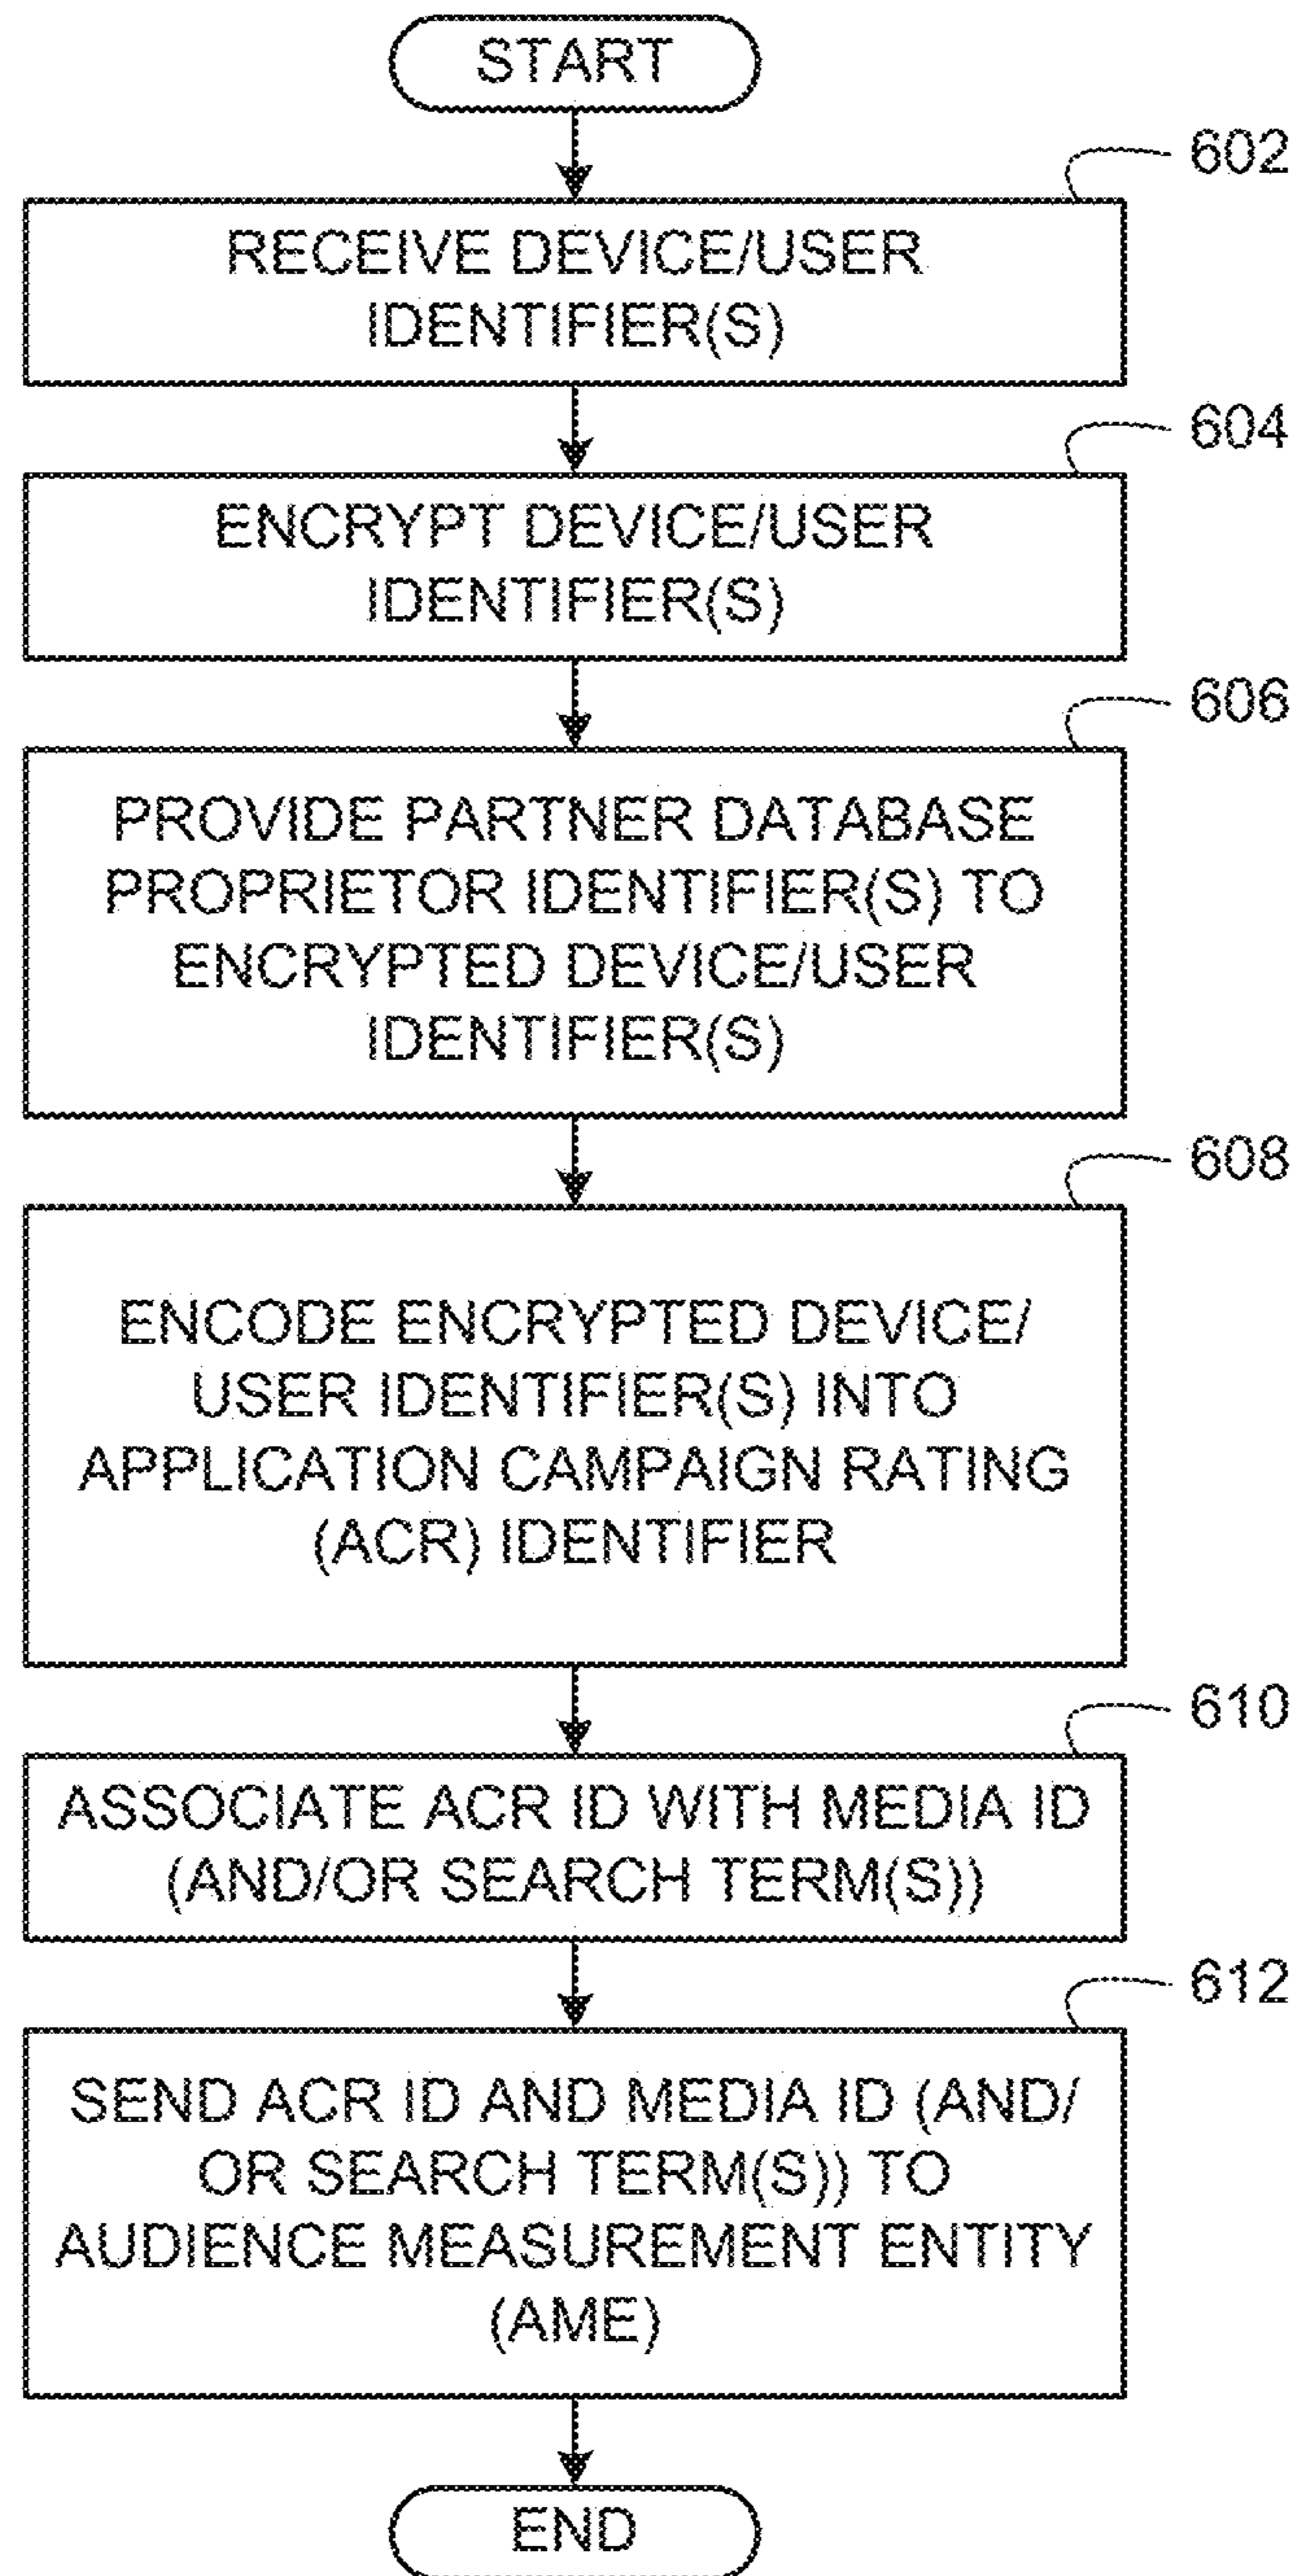 START
602
RECEIVE DEVICE/USER
IDENTIFIER(S)
604
ENCRYPT DEVICE/USER
IDENTIFIER(S)
606
PROVIDE PARTNER DATABASE
PROPRIETOR IDENTIFIER(S) TO
ENCRYPTED DEVICE/USER
IDENTIFIER(S)
608
ENCODE ENCRYPTED DEVICE/
USER IDENTIFIER(S) INTO
APPLICATION CAMPAIGN RATING
(ACR) IDENTIFIER
610
ASSOCIATE ACR ID WITH MEDIA ID
(AND/OR SEARCH TERM(S))
612
SEND ACR ID AND MEDIA ID (AND/
OR SEARCH TERM(S)) TO
AUDIENCE MEASUREMENT ENTITY
(AME)
END